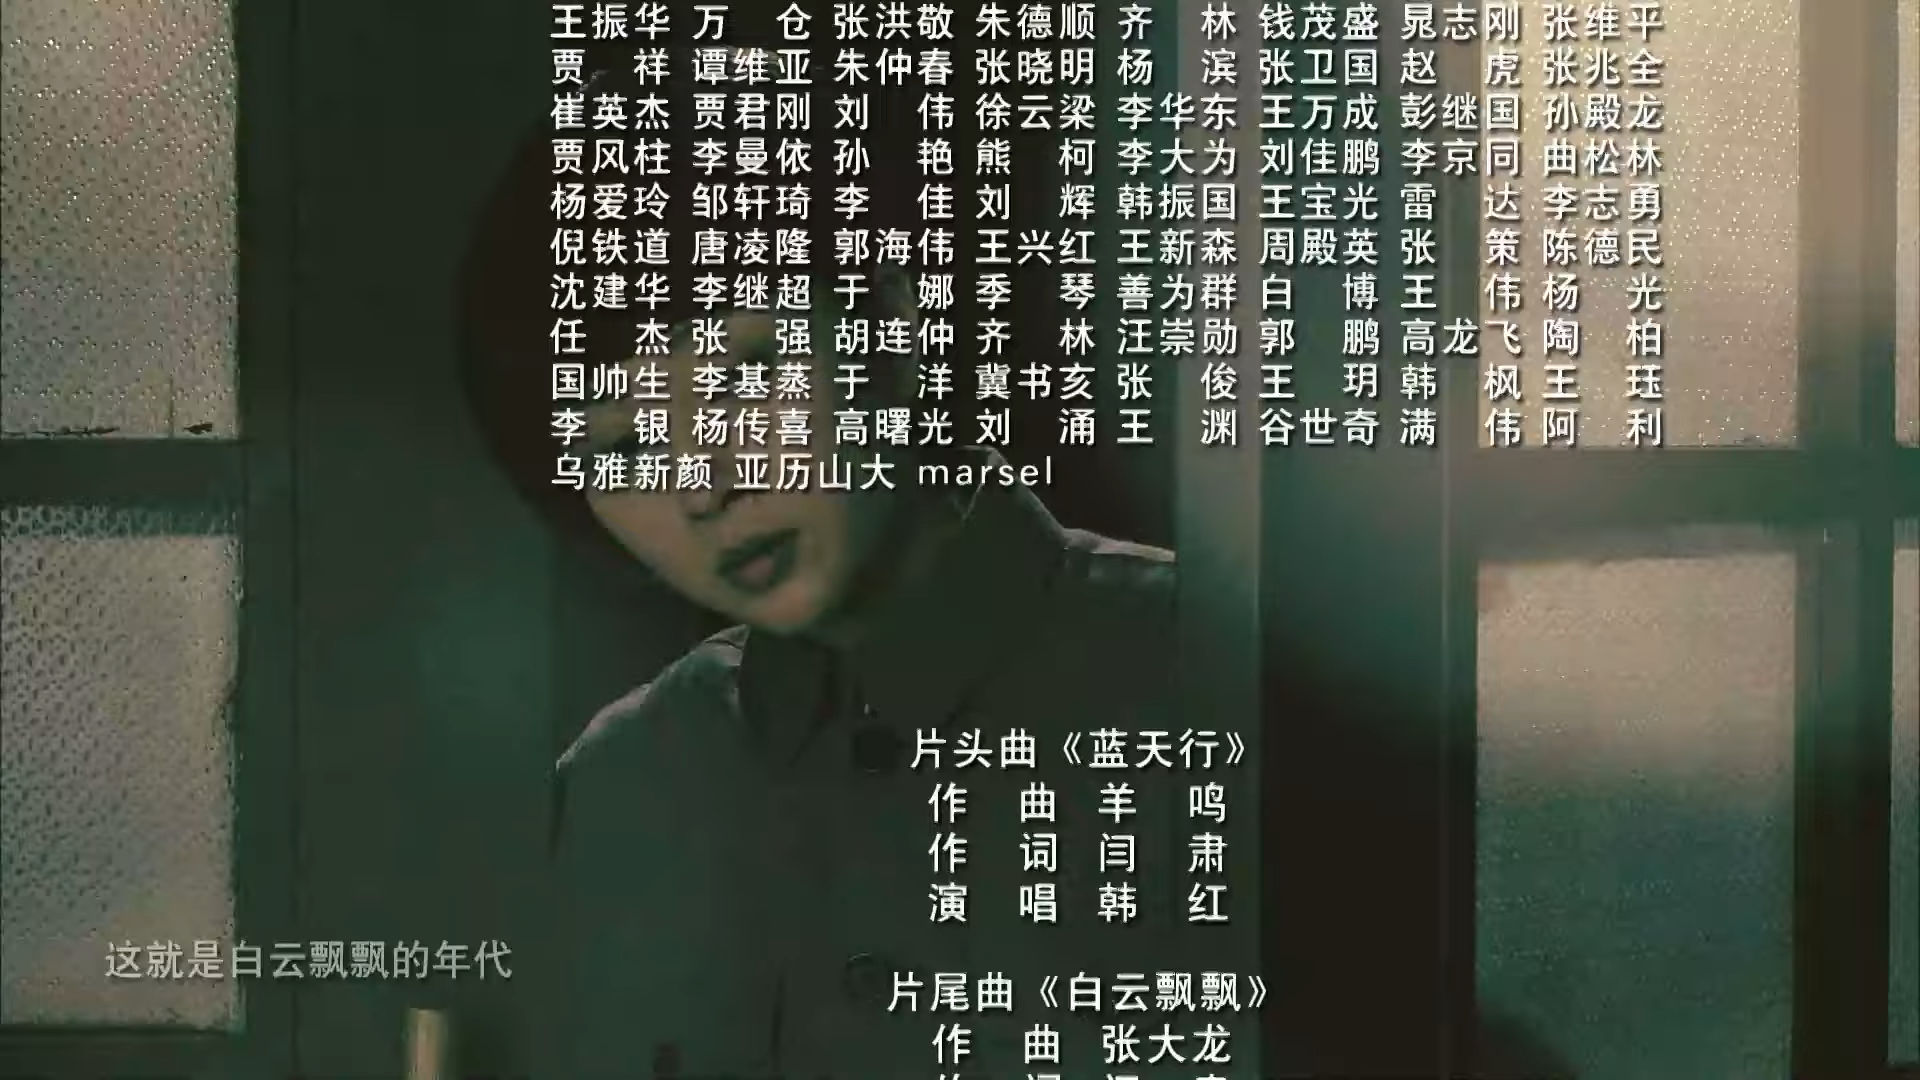 王振华 万 仓 张洪敬 朱德顺 齐 林 钱茂盛 晁志刚 张维平
贾 祥 谭维亚 朱仲春 张晓明 杨 滨 张卫国 赵 虎 张兆全
崔英杰 贾君刚 刘 伟 徐云梁 李华东 王万成 彭继国 孙殿龙
贾风柱 李曼依 孙 艳 熊 柯 李大为 刘佳鹏 李京同 曲松林
杨爱玲 邹轩琦 李 佳 刘 辉 韩振国 王宝光 雷 达 李志勇
倪铁道 唐凌隆 郭海伟 王兴红 王新森 周殿英 张 策 陈德民
沈建华 李继超 于 娜 季 琴 善为群 白 博 王 伟 杨 光
任 杰 张 强 胡连仲 齐 林 汪崇勋 郭 鹏 高龙飞 陶 柏
国帅生 李基蒸 于 洋 冀书亥 张 俊 王 玥 韩 枫 王 珏
李 银 杨传喜 高曙光 刘 涌 王 渊 谷世奇 满 伟 阿 利
乌雅新颜 亚历山大 marsel
片头曲《蓝天行》
作 曲 羊 鸣
作 词 闫 肃
演 唱 韩 红
这就是白云飘飘的年代
片尾曲《白云飘飘》
作 曲 张大龙